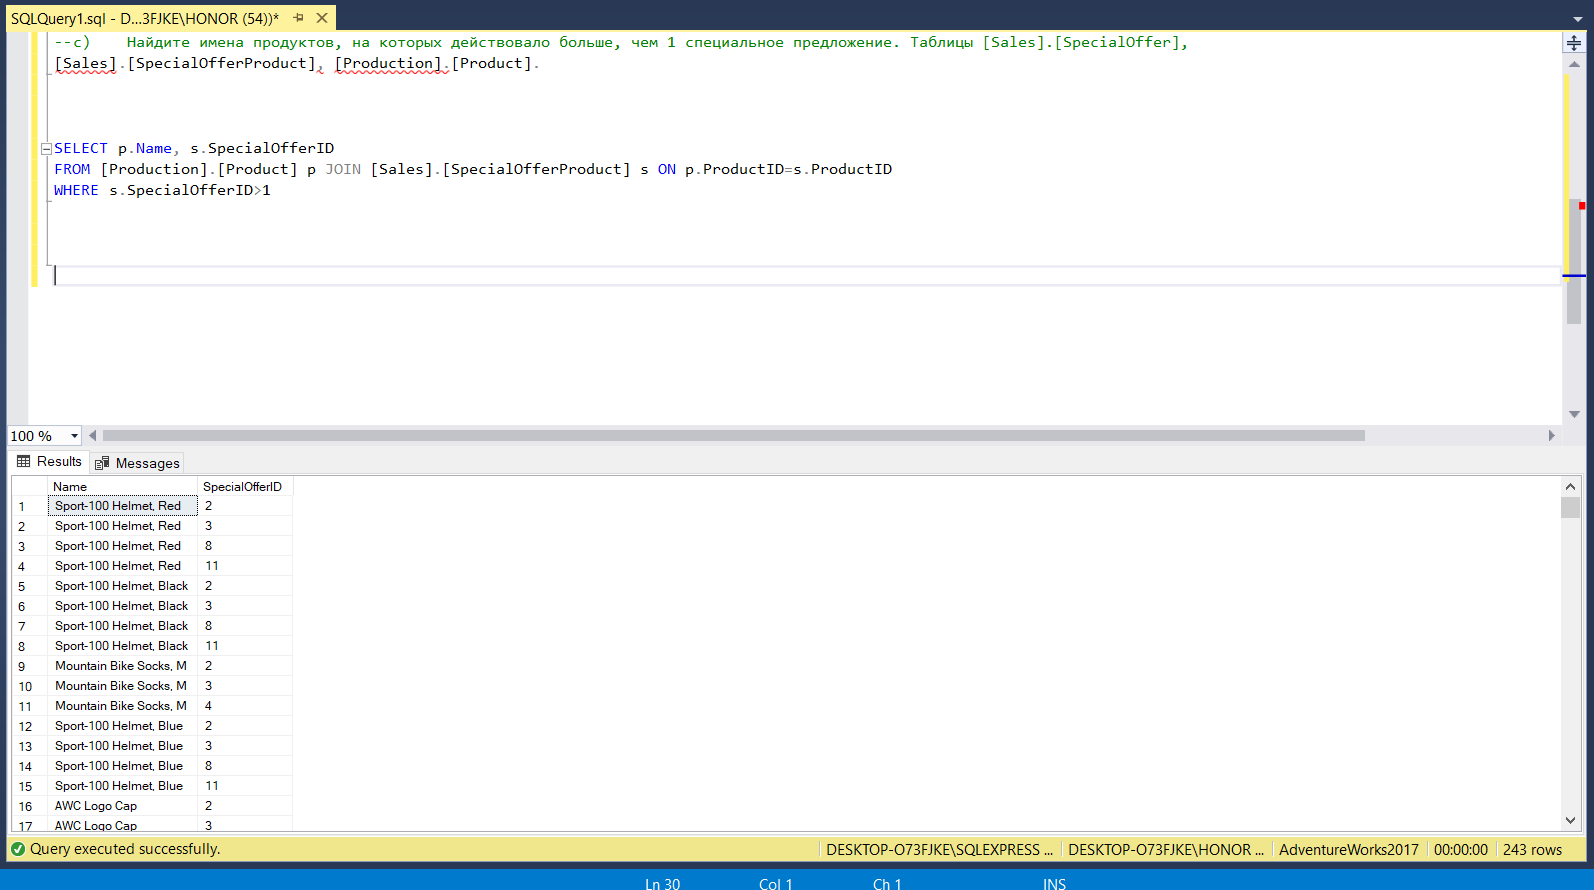 SQLQuery1.sql - D...3FJKE\HONOR (54))*
--c)    Найдите имена продуктов, на которых действовало больше, чем 1 специальное предложение. Таблицы [Sales].[SpecialOffer],
[Sales].[SpecialOfferProduct], [Production].[Product].
SELECT p.Name, s.SpecialOfferID
FROM [Production].[Product] p JOIN [Sales].[SpecialOfferProduct] s ON p.ProductID=s.ProductID
WHERE s.SpecialOfferID>1
100 %
Results Messages
Name SpecialOfferID
1 Sport-100 Helmet, Red 2
2 Sport-100 Helmet, Red 3
3 Sport-100 Helmet, Red 8
4 Sport-100 Helmet, Red 11
5 Sport-100 Helmet, Black 2
6 Sport-100 Helmet, Black 3
7 Sport-100 Helmet, Black 8
8 Sport-100 Helmet, Black 11
9 Mountain Bike Socks, M 2
10 Mountain Bike Socks, M 3
11 Mountain Bike Socks, M 4
12 Sport-100 Helmet, Blue 2
13 Sport-100 Helmet, Blue 3
14 Sport-100 Helmet, Blue 8
15 Sport-100 Helmet, Blue 11
16 AWC Logo Cap 2
17 AWC Logo Cap 3
Query executed successfully. DESKTOP-O73FJKE\SQLEXPRESS ... DESKTOP-O73FJKE\HONOR ... AdventureWorks2017 00:00:00 243 rows
Ln 30 Col 1 Ch 1 INS